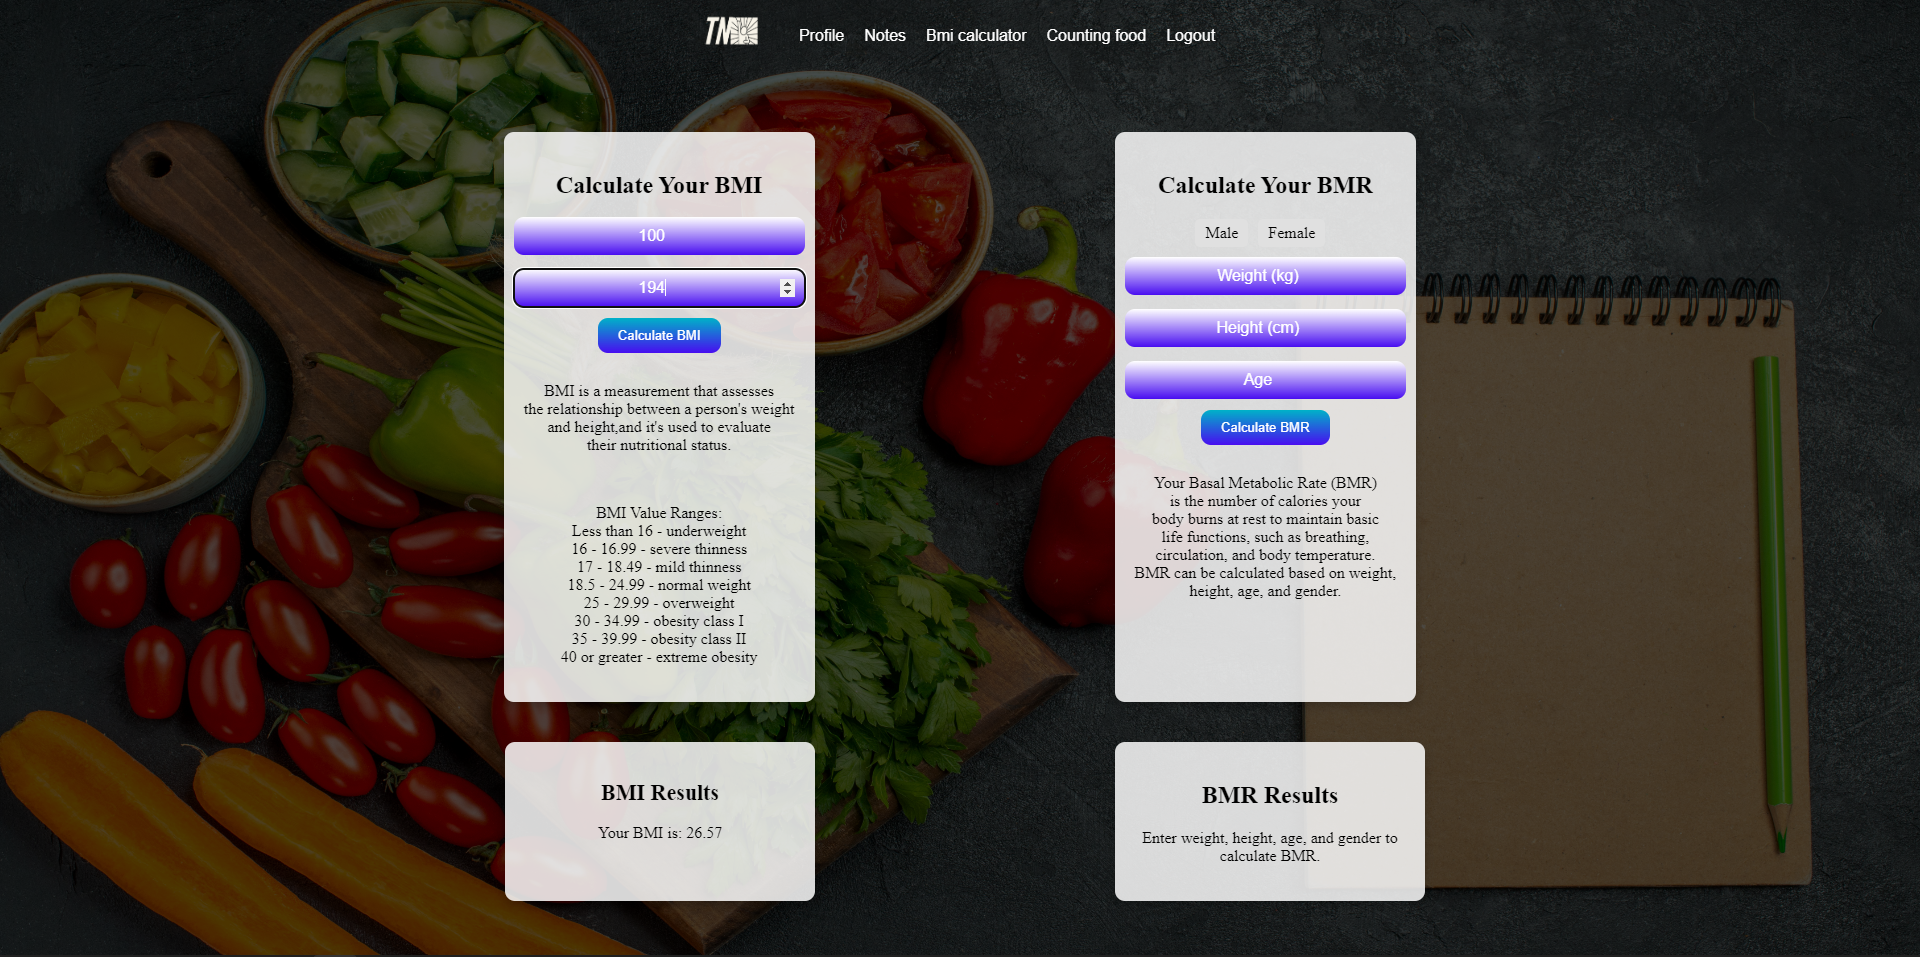 TM
Profile Notes Bmi calculator Counting food Logout
Calculate Your BMI
100
194
Calculate BMI
BMI is a measurement that assesses
the relationship between a person's weight
and height,and it's used to evaluate
their nutritional status.
BMI Value Ranges:
Less than 16 - underweight
16 - 16.99 - severe thinness
17 - 18.49 - mild thinness
18.5 - 24.99 - normal weight
25 - 29.99 - overweight
30 - 34.99 - obesity class I
35 - 39.99 - obesity class II
40 or greater - extreme obesity
Calculate Your BMR
Male Female
Weight (kg)
Height (cm)
Age
Calculate BMR
Your Basal Metabolic Rate (BMR)
is the number of calories your
body burns at rest to maintain basic
life functions, such as breathing,
circulation, and body temperature.
BMR can be calculated based on weight,
height, age, and gender.
BMI Results
Your BMI is: 26.57
BMR Results
Enter weight, height, age, and gender to
calculate BMR.